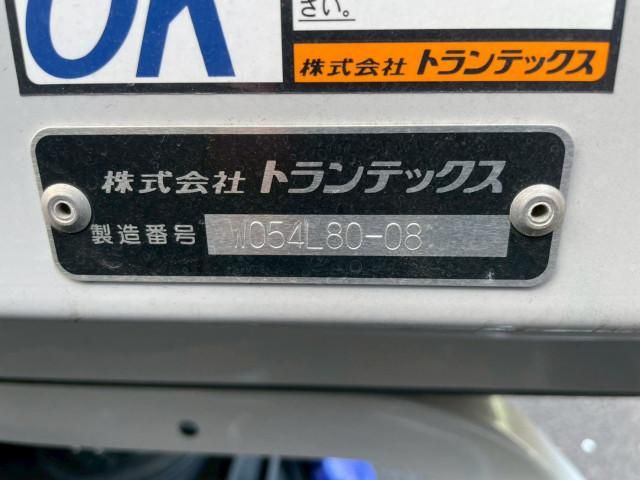 OK
さい。
株式会社 トランテックス
株式会社 トランテックス
製造番号 W054L80-08